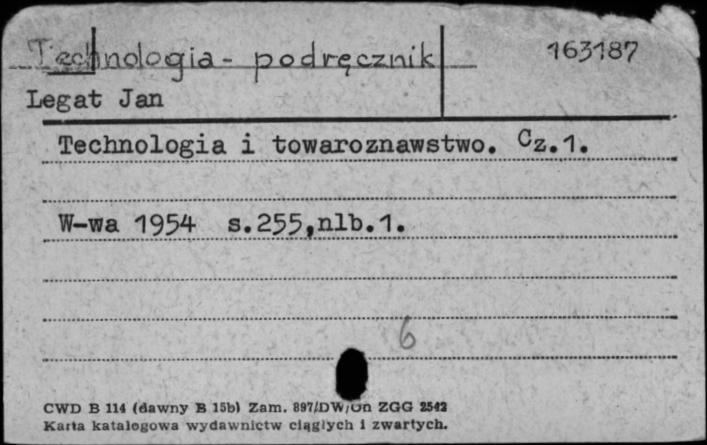 Technologia - podręcznik 163187
Legat Jan
Technologia i towaroznawstwo. Cz.1.
W-wa 1954 s.255,nlb.1.
6
CWD B 114 (dawny B 15b) Zam. 897/DW/Un ZGG 2542
Karta katalogowa wydawnictw ciągłych i zwartych.